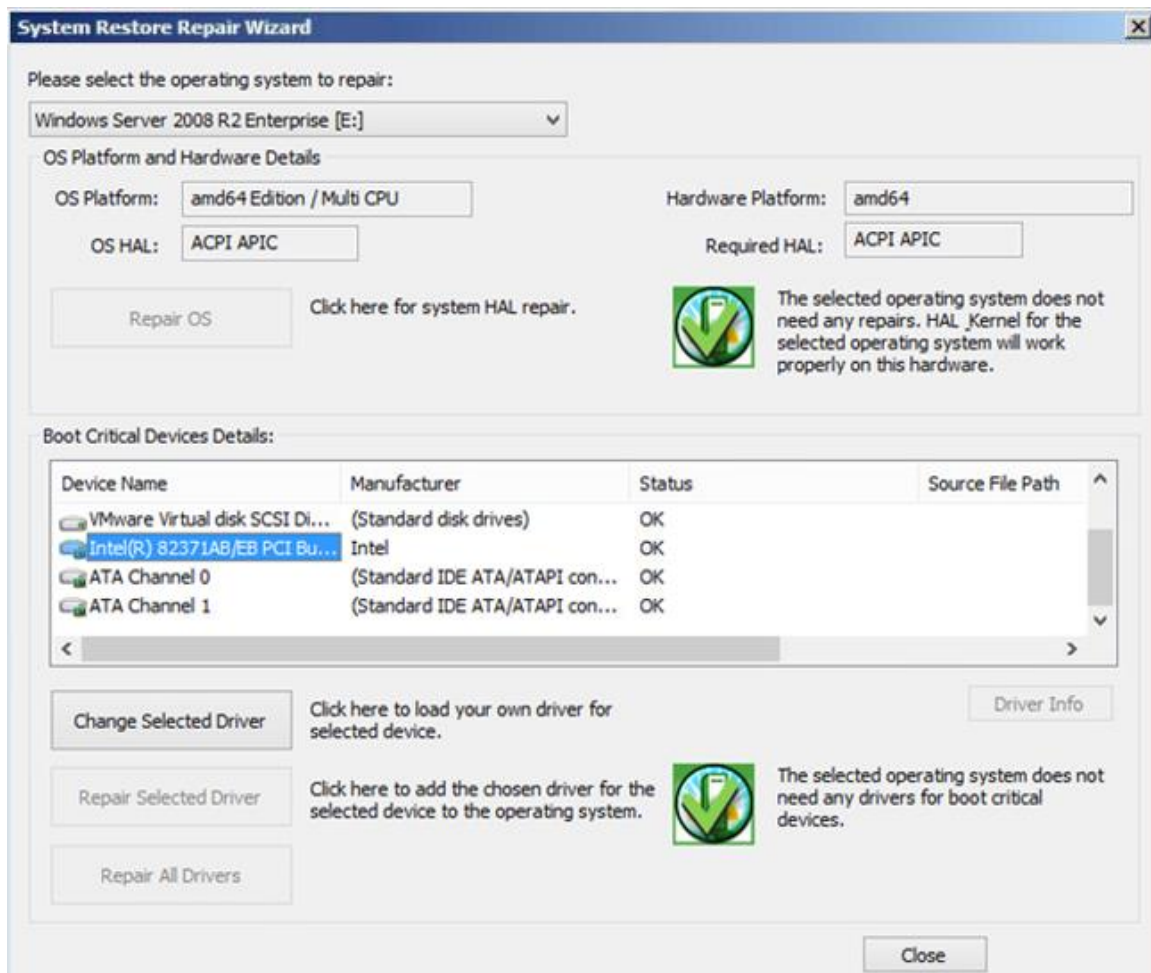 System Restore Repair Wizard
Please select the operating system to repair:
Windows Server 2008 R2 Enterprise [E:]
OS Platform and Hardware Details
OS Platform: amd64 Edition / Multi CPU Hardware Platform: amd64
OS HAL: ACPI APIC Required HAL: ACPI APIC
Repair OS
Click here for system HAL repair.
The selected operating system does not
need any repairs. HAL ,Kernel for the
selected operating system will work
properly on this hardware.
Boot Critical Devices Details:
Device Name Manufacturer Status Source File Path
VMware Virtual disk SCSI Di... (Standard disk drives) OK
Intel(R) 82371AB/EB PCI Bu... Intel OK
ATA Channel 0 (Standard IDE ATA/ATAPI con... OK
ATA Channel 1 (Standard IDE ATA/ATAPI con... OK
Change Selected Driver
Click here to load your own driver for
selected device.
Driver Info
Repair Selected Driver
Click here to add the chosen driver for the
selected device to the operating system.
The selected operating system does not
need any drivers for boot critical
devices.
Repair All Drivers
Close